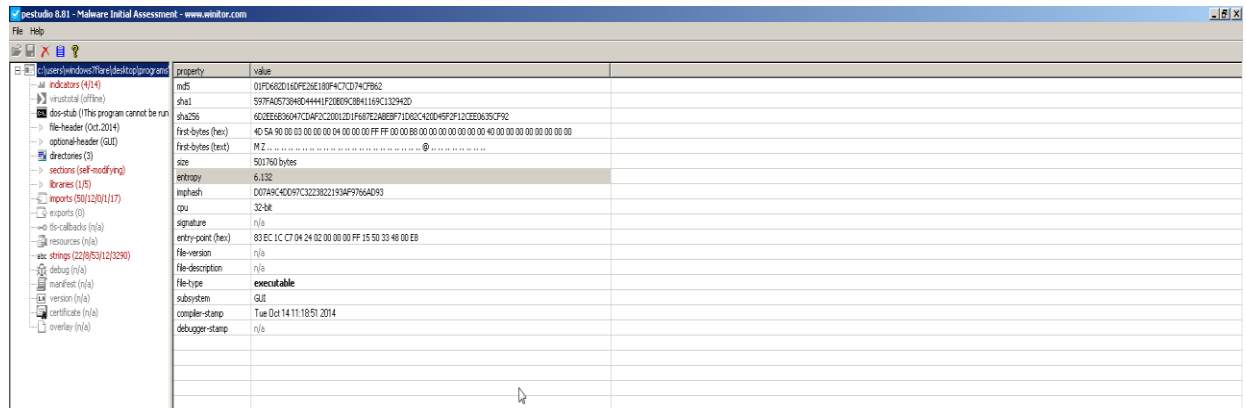 pestudio 8.81 - Malware Initial Assessment - www.winitor.com
File Help
c:\users\windows7flare\desktop\programs
indicators (4/14)
virustotal (offline)
dos-stub (!This program cannot be run
file-header (Oct.2014)
optional-header (GUI)
directories (3)
sections (self-modifying)
libraries (1/5)
imports (50/12/0/1/17)
exports (0)
tls-callbacks (n/a)
resources (n/a)
abc strings (22/8/53/12/3290)
debug (n/a)
manifest (n/a)
version (n/a)
certificate (n/a)
overlay (n/a)
property value
md5 01FD682D16DFE26E180F4C7CD74CFB62
sha1 597FA0573848D44441F20B09C8B41169C132942D
sha256 6D2EE6B36047CDAF2C20012D1F687E2A8EBF71D82C420D45F2F12CEE0635CF92
first-bytes (hex) 4D 5A 90 00 03 00 00 00 04 00 00 00 FF FF 00 00 B8 00 00 00 00 00 00 00 40 00 00 00 00 00 00 00
first-bytes (text) M Z .. .. .. .. .. .. .. .. .. .. .. .. .. .. .. .. .. .. .. .. @ .. .. .. .. .. .. ..
size 501760 bytes
entropy 6.132
imphash D07A9C4DD97C3223822193AF9766AD93
cpu 32-bit
signature n/a
entry-point (hex) 83 EC 1C C7 04 24 02 00 00 00 FF 15 50 33 48 00 E8
file-version n/a
file-description n/a
file-type executable
subsystem GUI
compiler-stamp Tue Oct 14 11:18:51 2014
debugger-stamp n/a